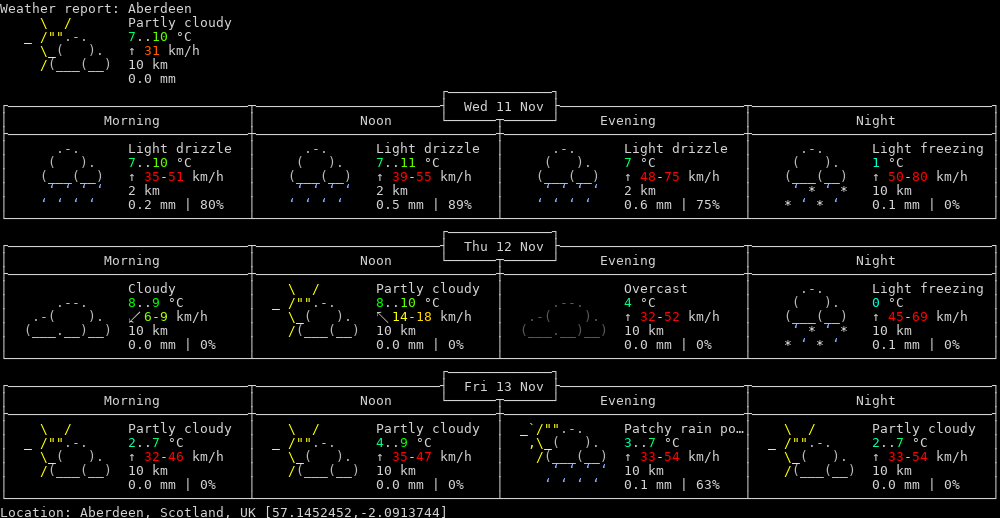 Weather report: Aberdeen
Partly cloudy
7..10 °C
↑ 31 km/h
10 km
0.0 mm
Wed 11 Nov
Morning Noon Evening Night
Light drizzle Light drizzle Light drizzle Light freezing
7..10 °C 7..11 °C 7 °C 1 °C
↑ 35-51 km/h ↑ 39-55 km/h ↑ 48-75 km/h ↑ 50-80 km/h
2 km 2 km 2 km 10 km
0.2 mm | 80% 0.5 mm | 89% 0.6 mm | 75% 0.1 mm | 0%
Thu 12 Nov
Morning Noon Evening Night
Cloudy Partly cloudy Overcast Light freezing
8..9 °C 8..10 °C 4 °C 0 °C
↙ 6-9 km/h ↖ 14-18 km/h ↑ 32-52 km/h ↑ 45-69 km/h
10 km 10 km 10 km 10 km
0.0 mm | 0% 0.0 mm | 0% 0.0 mm | 0% 0.1 mm | 0%
Fri 13 Nov
Morning Noon Evening Night
Partly cloudy Partly cloudy Patchy rain po… Partly cloudy
2..7 °C 4..9 °C 3..7 °C 2..7 °C
↑ 32-46 km/h ↑ 35-47 km/h ↑ 33-54 km/h ↑ 33-54 km/h
10 km 10 km 10 km 10 km
0.0 mm | 0% 0.0 mm | 0% 0.1 mm | 63% 0.0 mm | 0%
Location: Aberdeen, Scotland, UK [57.1452452,-2.0913744]